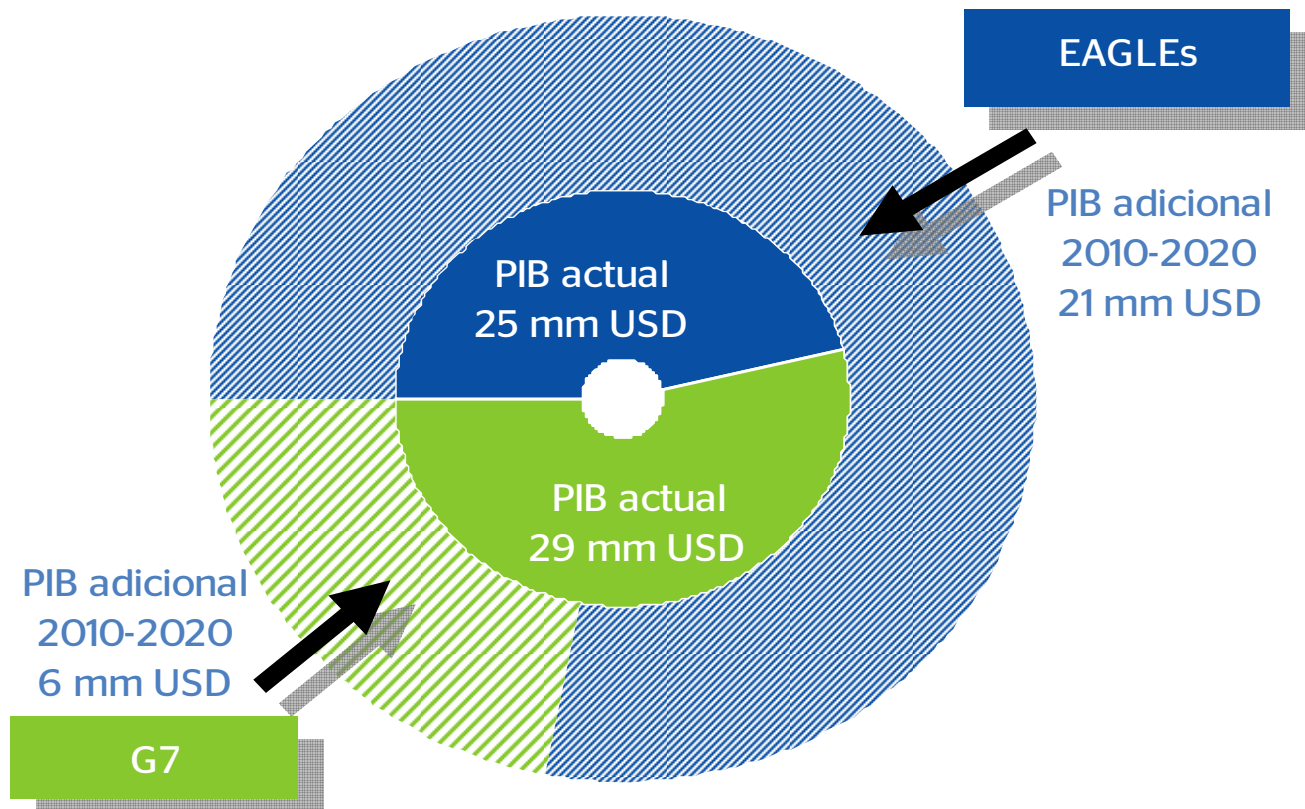 EAGLEs
PIB adicional
2010-2020
21 mm USD
PIB actual
25 mm USD
PIB actual
29 mm USD
PIB adicional
2010-2020
6 mm USD
G7